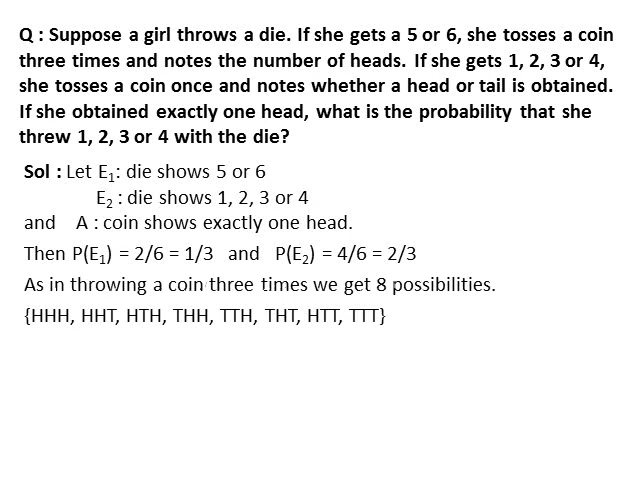 Q : Suppose a girl throws a die. If she gets a 5 or 6, she tosses a coin
three times and notes the number of heads. If she gets 1, 2, 3 or 4,
she tosses a coin once and notes whether a head or tail is obtained.
If she obtained exactly one head, what is the probability that she
threw 1, 2, 3 or 4 with the die?
Sol : Let E₁: die shows 5 or 6
E₂ : die shows 1, 2, 3 or 4
and A : coin shows exactly one head.
Then P(E₁) = 2/6 = 1/3 and P(E₂) = 4/6 = 2/3
As in throwing a coin three times we get 8 possibilities.
{HHH, HHT, HTH, THH, TTH, THT, HTT, TTT}